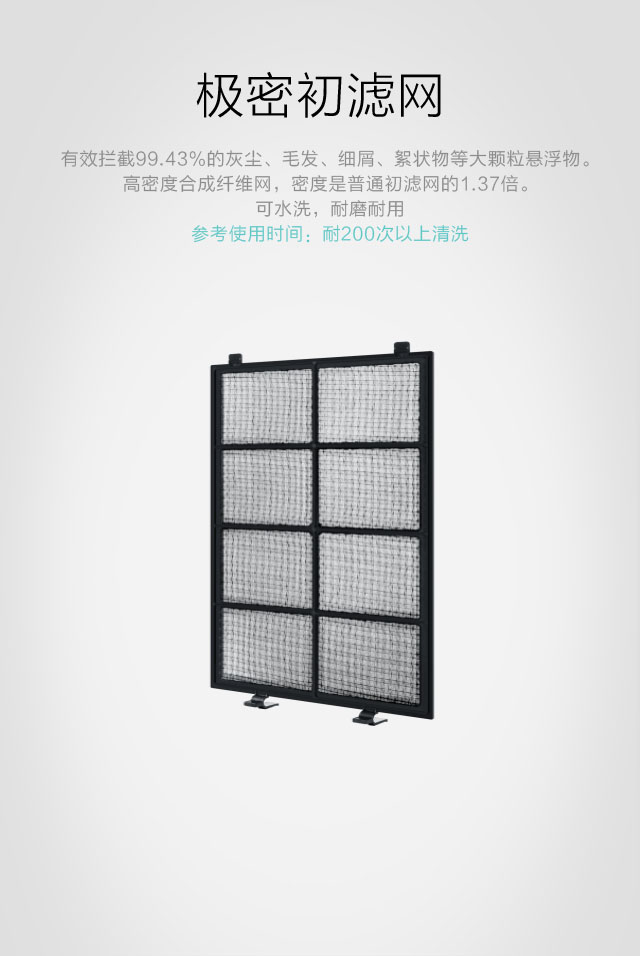 极密初滤网
有效拦截99.43%的灰尘、毛发、细屑、絮状物等大颗粒悬浮物。
高密度合成纤维网，密度是普通初滤网的1.37倍。
可水洗，耐磨耐用
参考使用时间：耐200次以上清洗